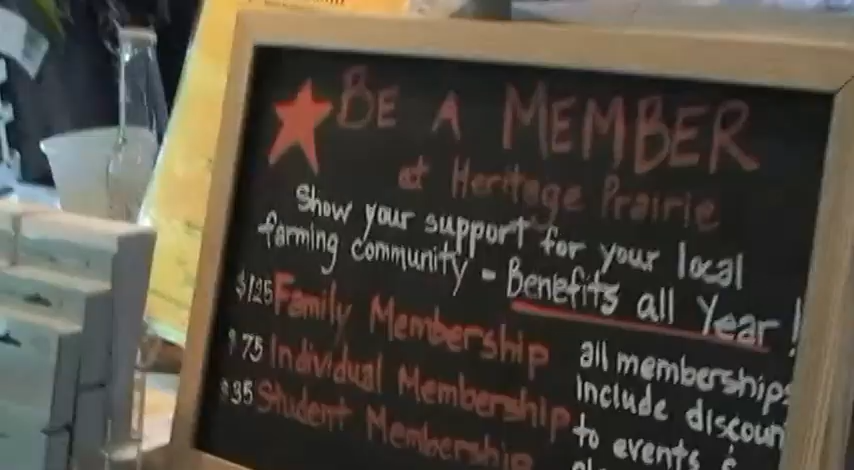 BE A MEMBER
at Heritage Prairie
Show your support for your local
farming community - Benefits all Year!
$125 Family Membership
$75 Individual Membership
$35 Student Membership
all memberships
include discoun
to events &